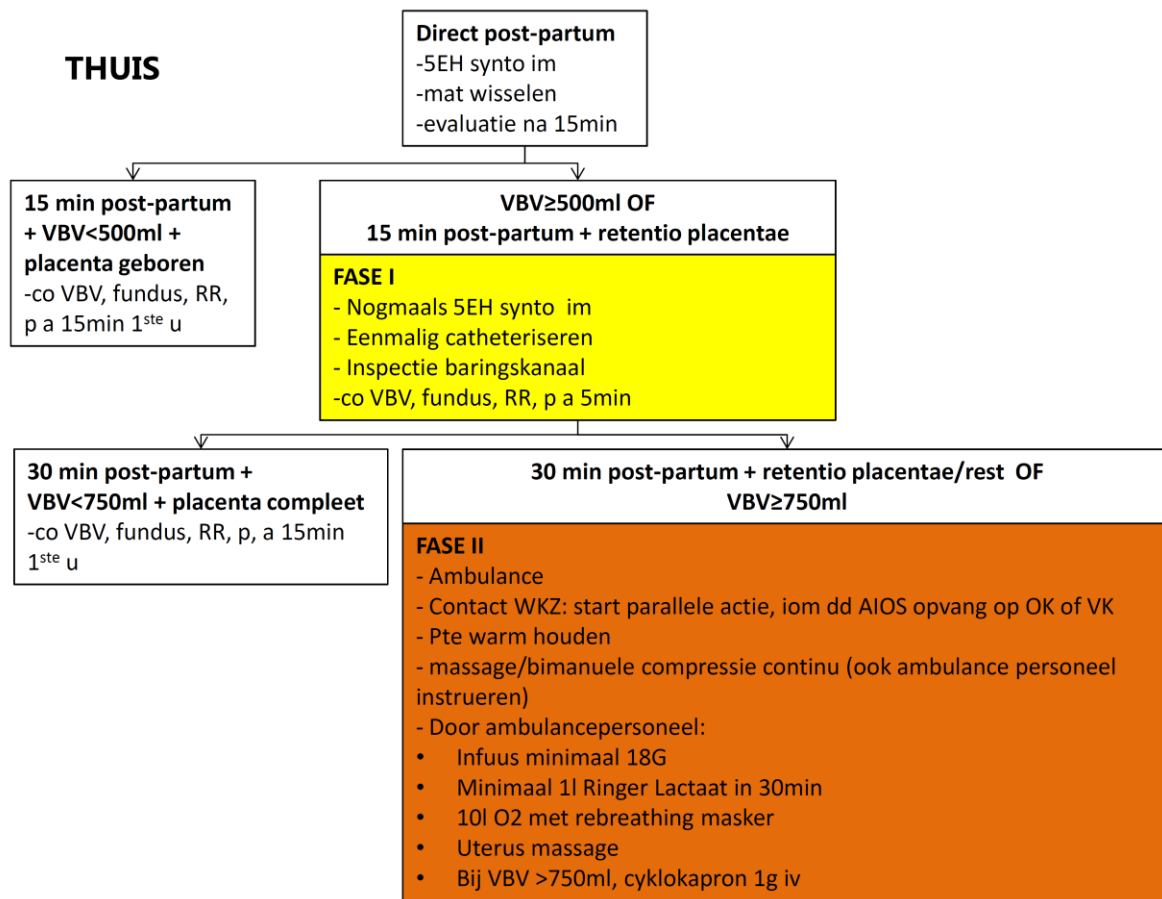 THUIS
Direct post-partum
-5EH synto im
-mat wisselen
-evaluatie na 15min
15 min post-partum
+ VBV<500ml +
placenta geboren
-co VBV, fundus, RR,
p a 15min 1ste u
VBV≥500ml OF
15 min post-partum + retentio placentae
FASE I
- Nogmaals 5EH synto  im
- Eenmalig catheteriseren
- Inspectie baringskanaal
-co VBV, fundus, RR, p a 5min
30 min post-partum +
VBV<750ml + placenta compleet
-co VBV, fundus, RR, p, a 15min
1ste u
30 min post-partum + retentio placentae/rest  OF
VBV≥750ml
FASE II
- Ambulance
- Contact WKZ: start parallele actie, iom dd AIOS opvang op OK of VK
- Pte warm houden
- massage/bimanuele compressie continu (ook ambulance personeel
instrueren)
- Door ambulancepersoneel:
• Infuus minimaal 18G
• Minimaal 1l Ringer Lactaat in 30min
• 10l O2 met rebreathing masker
• Uterus massage
• Bij VBV >750ml, cyklokapron 1g iv